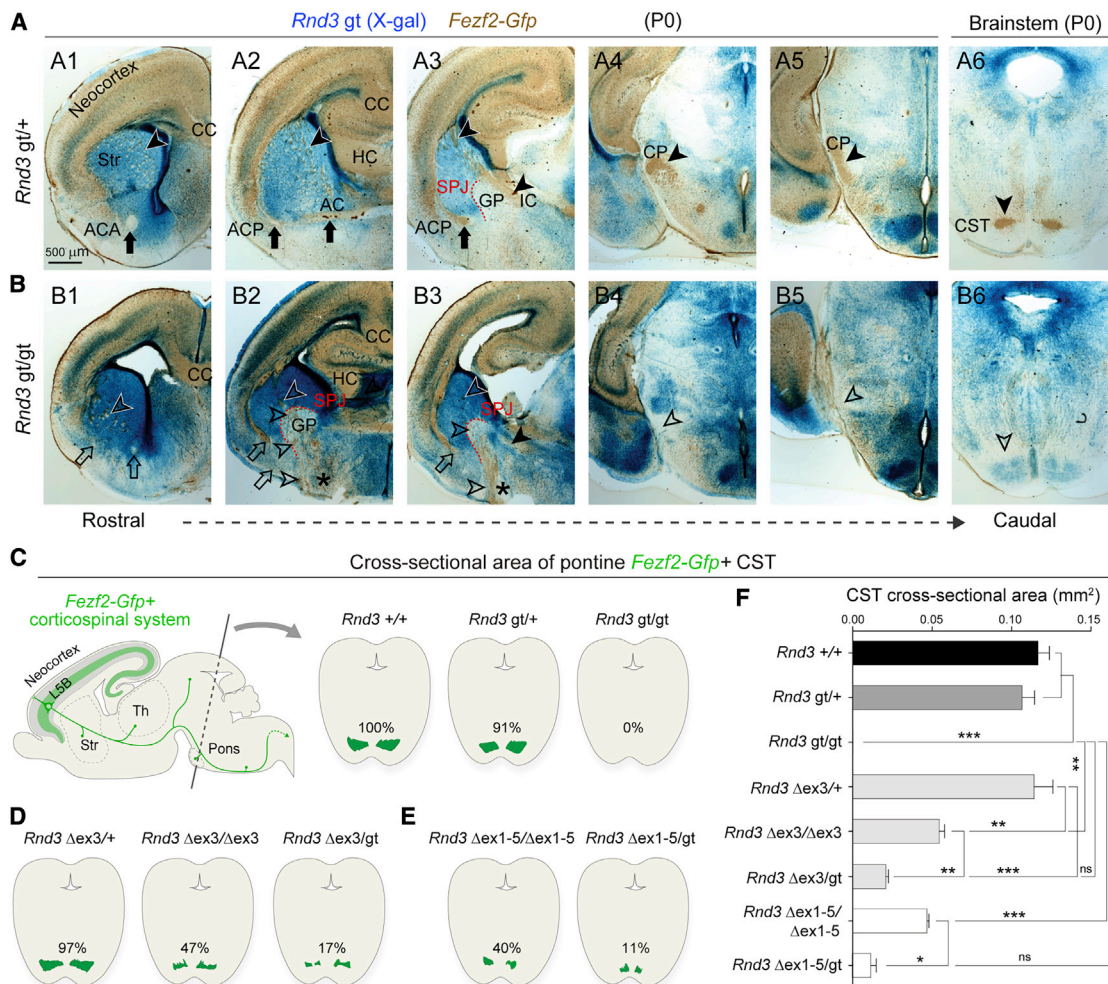 A
Rnd3 gt (X-gal) Fezf2-Gfp (P0) Brainstem (P0)
Rnd3 gt/+
A1 Neocortex CC Str ACA 500 µm
A2 CC HC AC ACP
A3 SPJ GP IC ACP
A4 CP
A5 CP
A6 CST
B
Rnd3 gt/gt
B1 CC
B2 CC HC SPJ GP *
B3 SPJ GP *
B4
B5
B6
Rostral Caudal
C Cross-sectional area of pontine Fezf2-Gfp+ CST
Fezf2-Gfp+
corticospinal system
Neocortex
L5B
Th
Str
Pons
Rnd3 +/+ Rnd3 gt/+ Rnd3 gt/gt
100% 91% 0%
D
Rnd3 Δex3/+ Rnd3 Δex3/Δex3 Rnd3 Δex3/gt
97% 47% 17%
E
Rnd3 Δex1-5/Δex1-5 Rnd3 Δex1-5/gt
40% 11%
F CST cross-sectional area (mm²)
0.00 0.05 0.10 0.15
Rnd3 +/+
Rnd3 gt/+
Rnd3 gt/gt ***
**
Rnd3 Δex3/+
Rnd3 Δex3/Δex3 **
Rnd3 Δex3/gt ** *** ns
Rnd3 Δex1-5/
Δex1-5 ***
Rnd3 Δex1-5/gt * ns